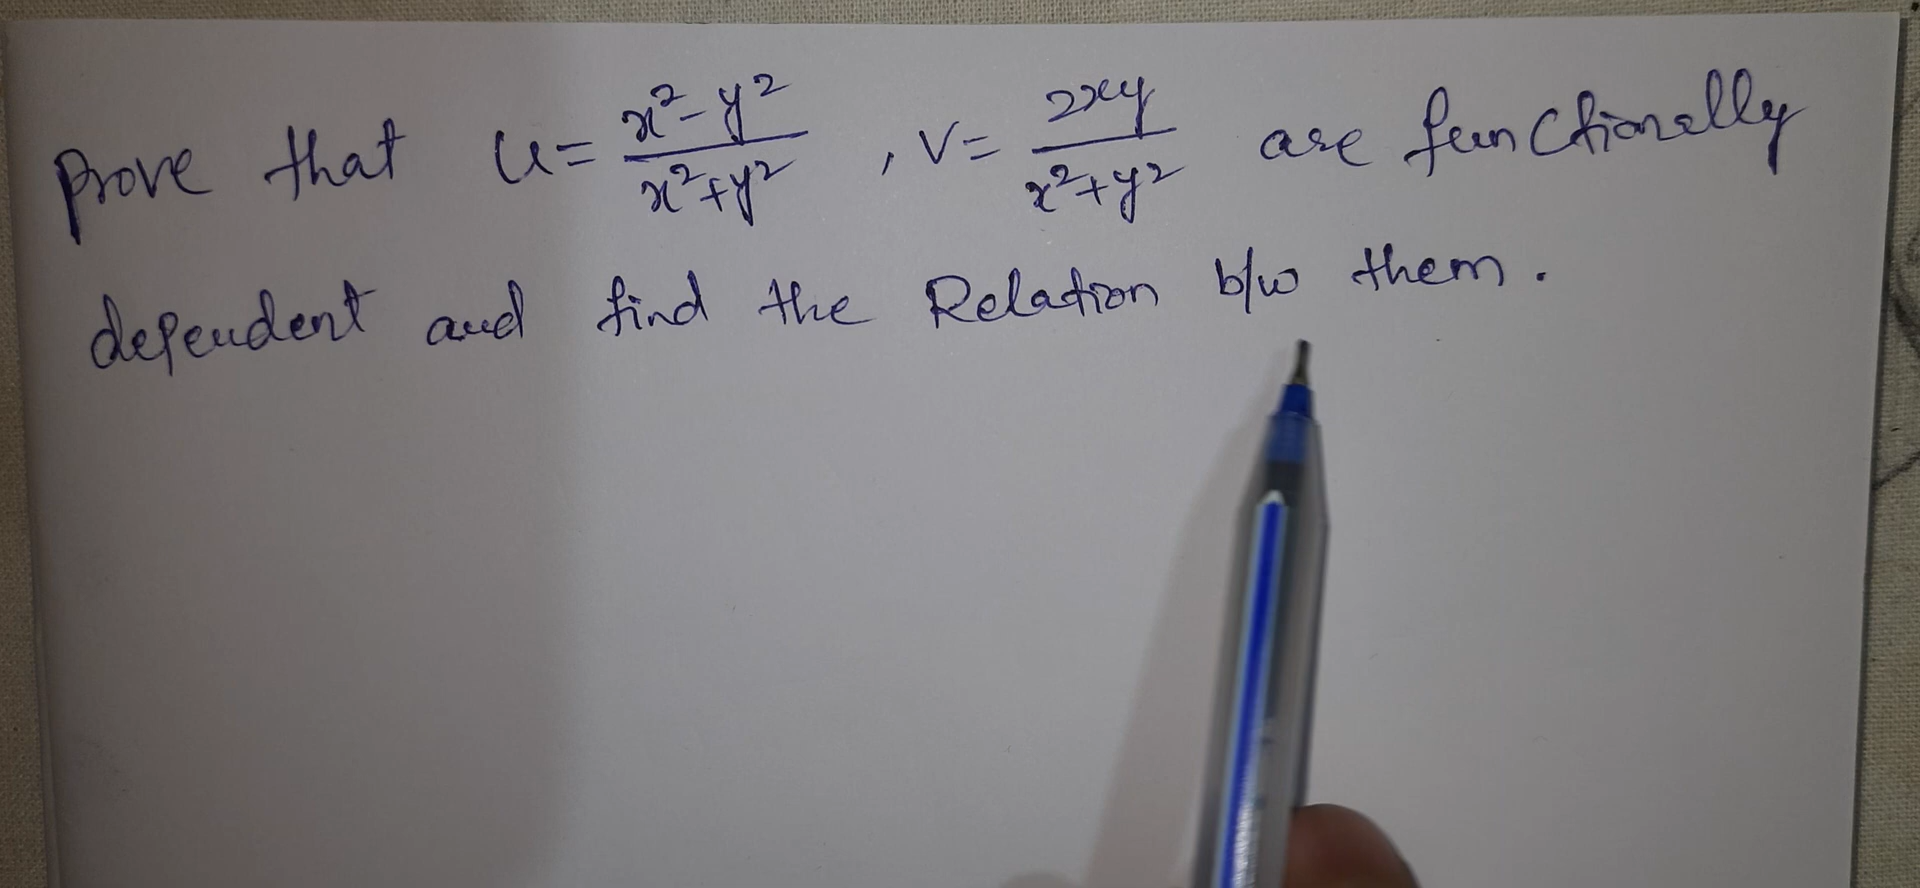 Prove that u = x²-y²/x²+y² , v = 2xy/x²+y² are functionally
dependent and find the Relation b/w them.